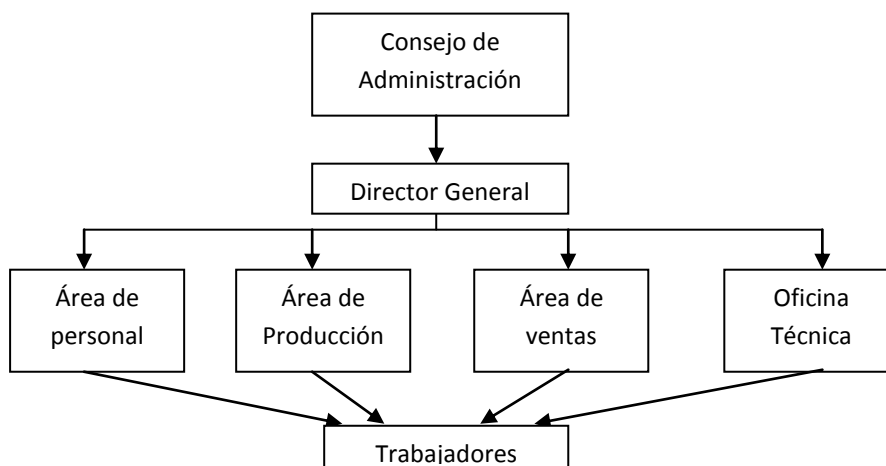 Consejo de
Administración
Director General
Área de
personal
Área de
Producción
Área de
ventas
Oficina
Técnica
Trabajadores